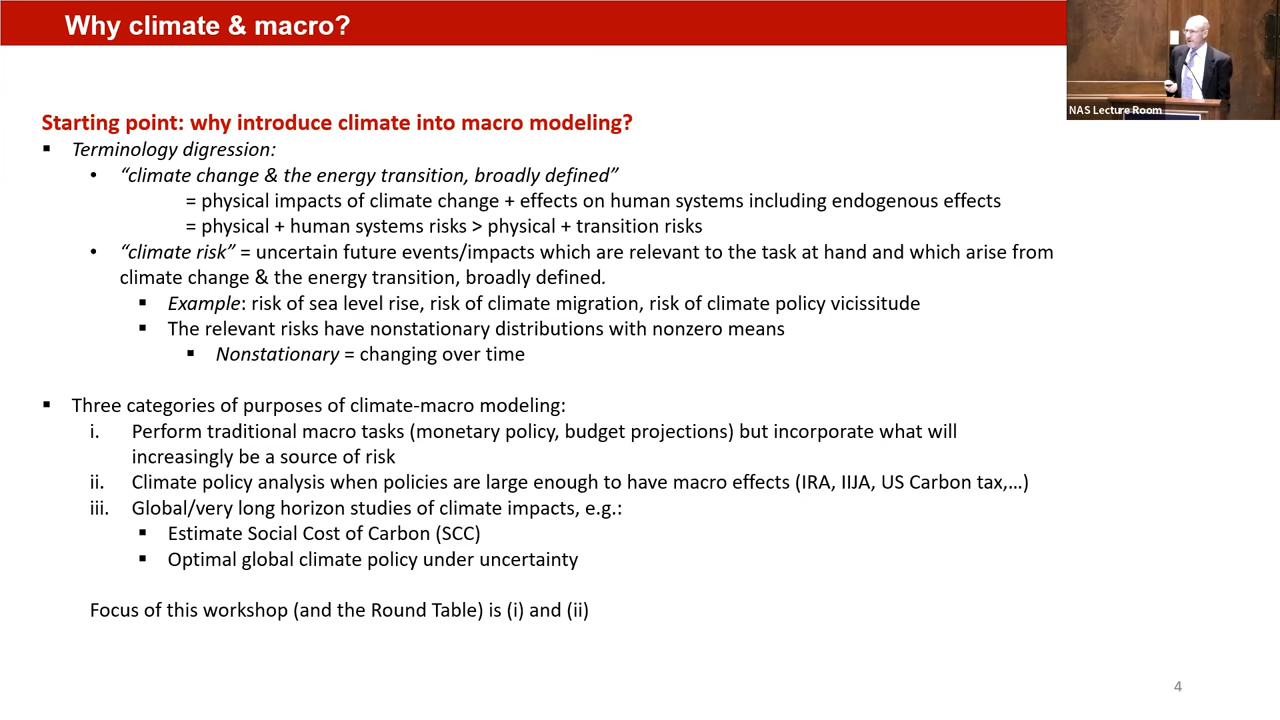 Why climate & macro?
NAS Lecture Room
Starting point: why introduce climate into macro modeling?
▪ Terminology digression:
• “climate change & the energy transition, broadly defined”
= physical impacts of climate change + effects on human systems including endogenous effects
= physical + human systems risks > physical + transition risks
• “climate risk” = uncertain future events/impacts which are relevant to the task at hand and which arise from
climate change & the energy transition, broadly defined.
▪ Example: risk of sea level rise, risk of climate migration, risk of climate policy vicissitude
▪ The relevant risks have nonstationary distributions with nonzero means
▪ Nonstationary = changing over time
▪ Three categories of purposes of climate-macro modeling:
i. Perform traditional macro tasks (monetary policy, budget projections) but incorporate what will
increasingly be a source of risk
ii. Climate policy analysis when policies are large enough to have macro effects (IRA, IIJA, US Carbon tax,...)
iii. Global/very long horizon studies of climate impacts, e.g.:
▪ Estimate Social Cost of Carbon (SCC)
▪ Optimal global climate policy under uncertainty
Focus of this workshop (and the Round Table) is (i) and (ii)
4